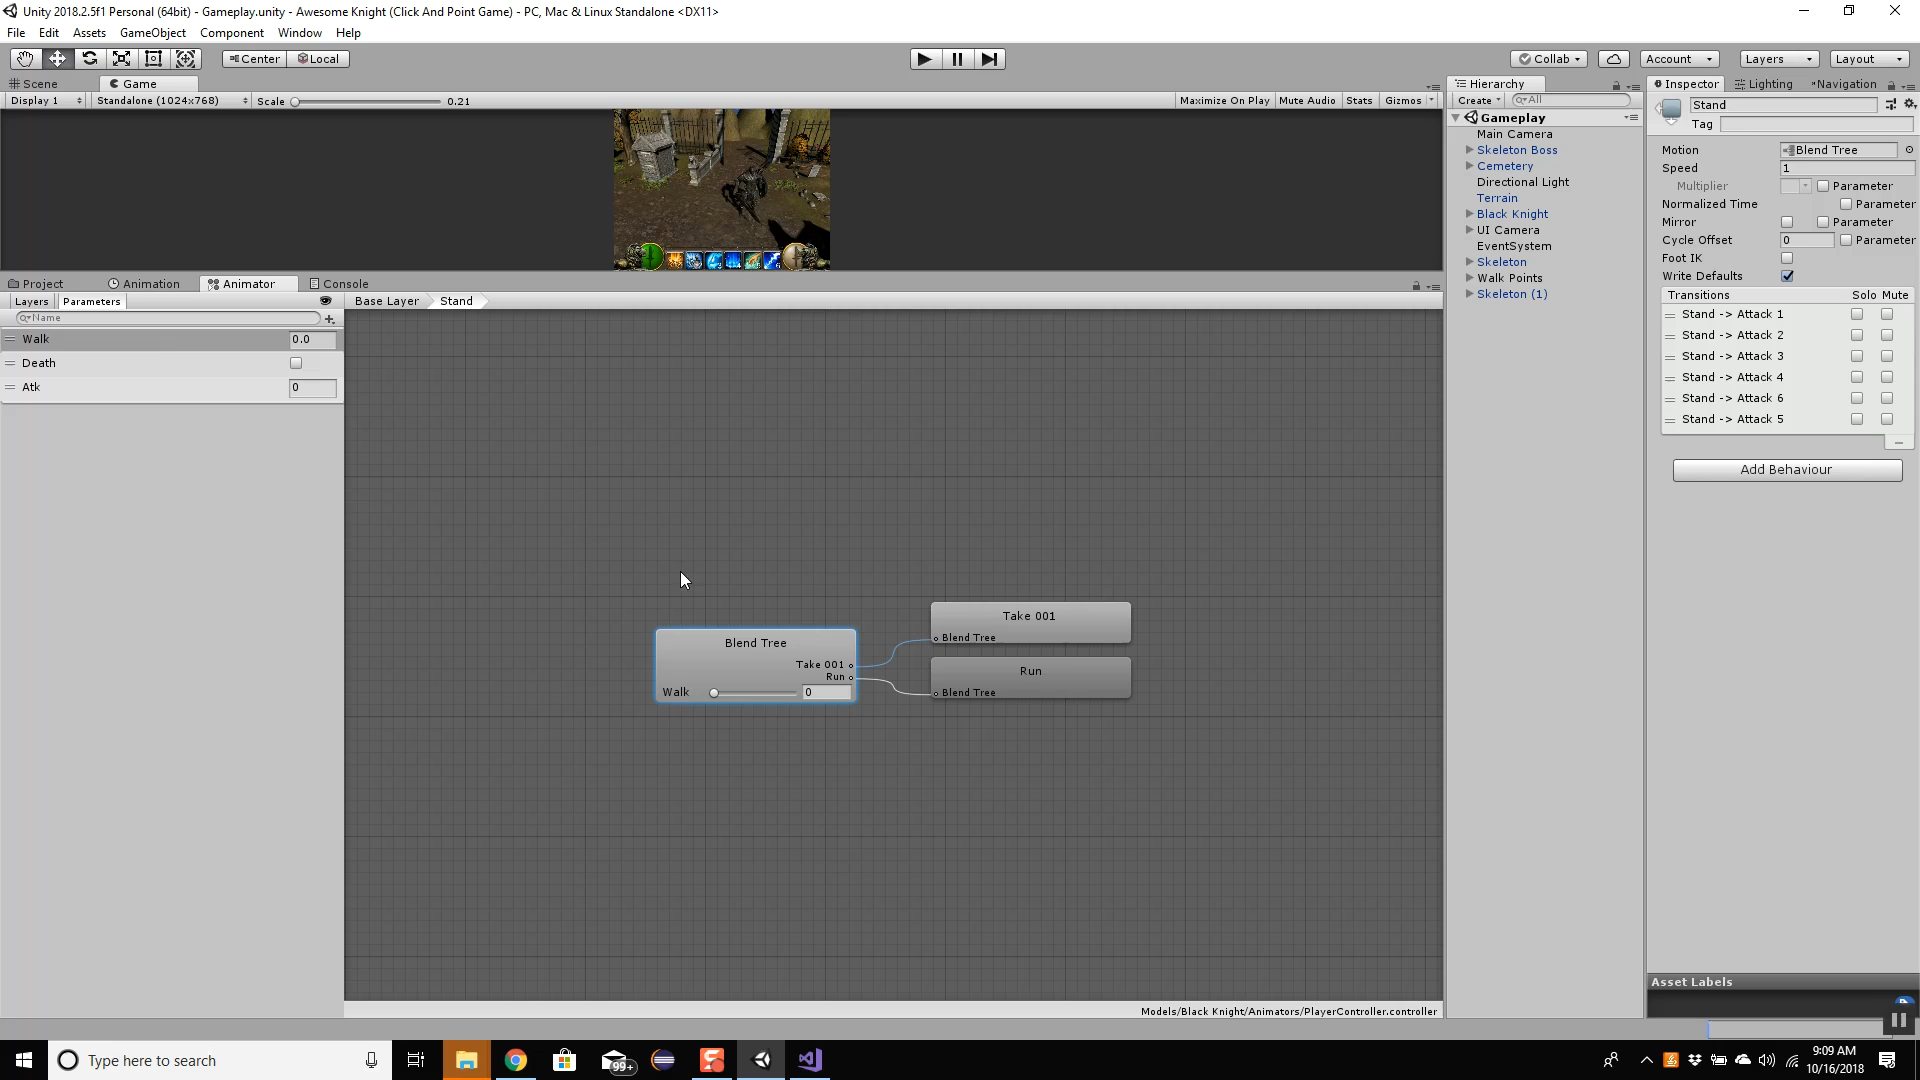 Unity 2018.2.5f1 Personal (64bit) - Gameplay.unity - Awesome Knight (Click And Point Game) - PC, Mac & Linux Standalone <DX11>
File Edit Assets GameObject Component Window Help
Center Local
Collab Account Layers Layout
Scene Game
Display 1 Standalone (1024x768) Scale 0.21 Maximize On Play Mute Audio Stats Gizmos
Project Animation Animator Console
Layers Parameters
Name
Base Layer Stand
Walk 0.0
Death
Atk 0
Blend Tree
Take 001
Run
Walk 0
Take 001
Blend Tree
Run
Blend Tree
Models/Black Knight/Animators/PlayerController.controller
Hierarchy
Create All
Gameplay
Main Camera
Skeleton Boss
Cemetery
Directional Light
Terrain
Black Knight
UI Camera
EventSystem
Skeleton
Walk Points
Skeleton (1)
Inspector Lighting Navigation
Stand
Tag
Motion Blend Tree
Speed 1
Multiplier Parameter
Normalized Time Parameter
Mirror Parameter
Cycle Offset 0 Parameter
Foot IK
Write Defaults
Transitions Solo Mute
Stand -> Attack 1
Stand -> Attack 2
Stand -> Attack 3
Stand -> Attack 4
Stand -> Attack 6
Stand -> Attack 5
Add Behaviour
Asset Labels
Type here to search
99+
9:09 AM
10/16/2018